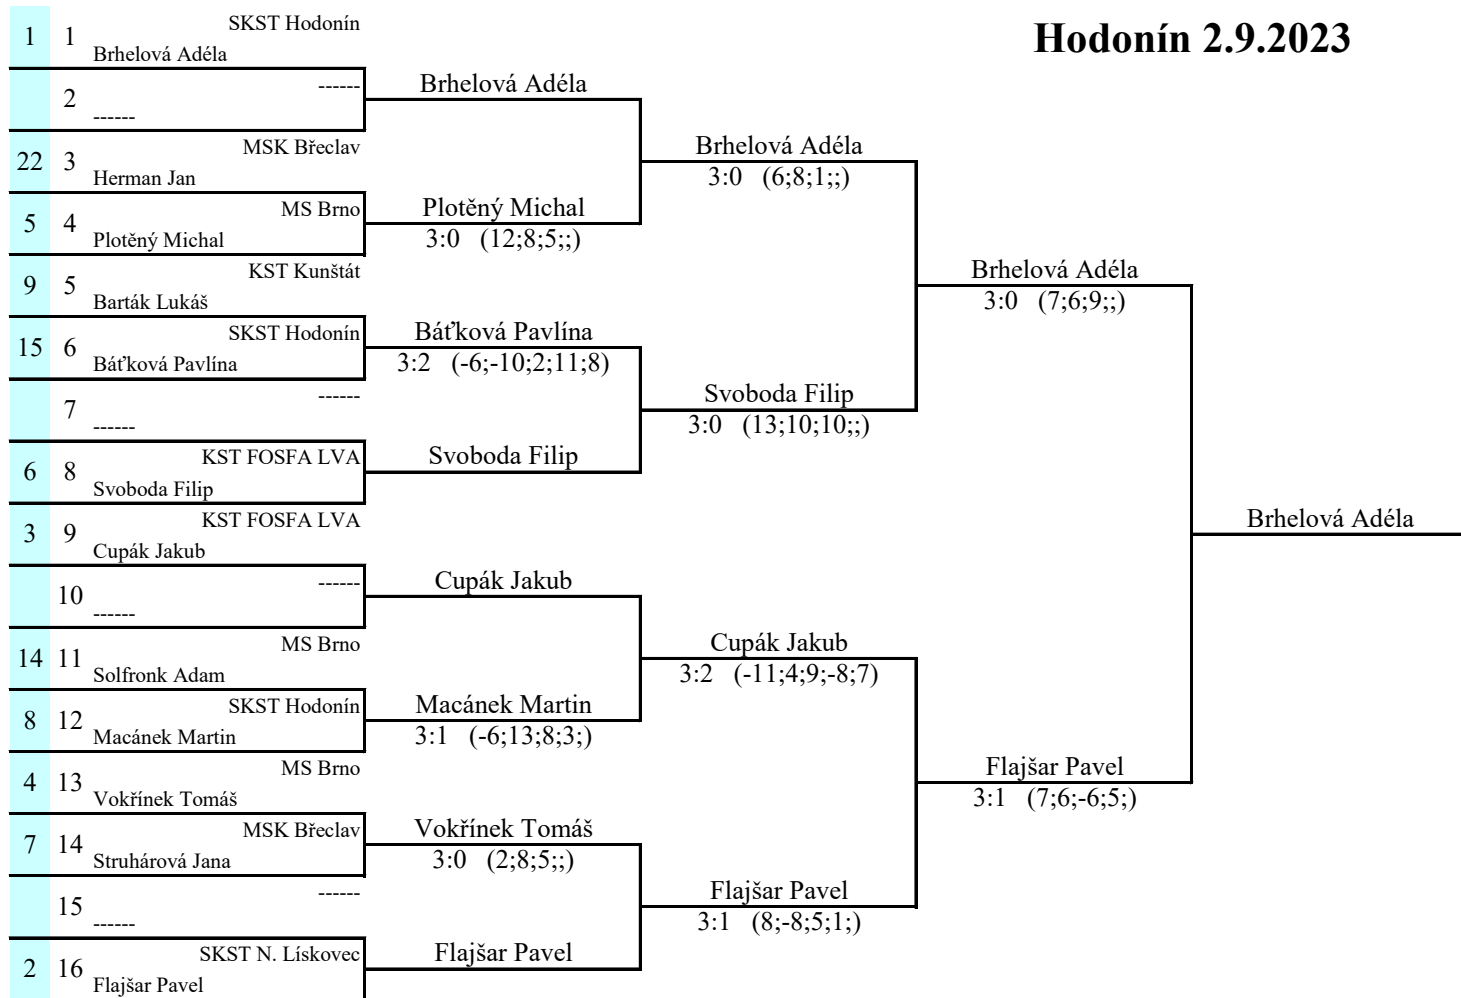 Hodonín 2.9.2023
1 1 SKST Hodonín
Brhelová Adéla
2 ------
------
22 3 MSK Břeclav
Herman Jan
5 4 MS Brno
Plotěný Michal
9 5 KST Kunštát
Barták Lukáš
15 6 SKST Hodonín
Báťková Pavlína
7 ------
------
6 8 KST FOSFA LVA
Svoboda Filip
3 9 KST FOSFA LVA
Cupák Jakub
10 ------
------
14 11 MS Brno
Solfronk Adam
8 12 SKST Hodonín
Macánek Martin
4 13 MS Brno
Vokřínek Tomáš
7 14 MSK Břeclav
Struhárová Jana
15 ------
------
2 16 SKST N. Lískovec
Flajšar Pavel
Brhelová Adéla
Plotěný Michal
3:0 (12;8;5;;)
Báťková Pavlína
3:2 (-6;-10;2;11;8)
Svoboda Filip
Cupák Jakub
Macánek Martin
3:1 (-6;13;8;3;)
Vokřínek Tomáš
3:0 (2;8;5;;)
Flajšar Pavel
Brhelová Adéla
3:0 (6;8;1;;)
Svoboda Filip
3:0 (13;10;10;;)
Cupák Jakub
3:2 (-11;4;9;-8;7)
Flajšar Pavel
3:1 (8;-8;5;1;)
Brhelová Adéla
3:0 (7;6;9;;)
Flajšar Pavel
3:1 (7;6;-6;5;)
Brhelová Adéla